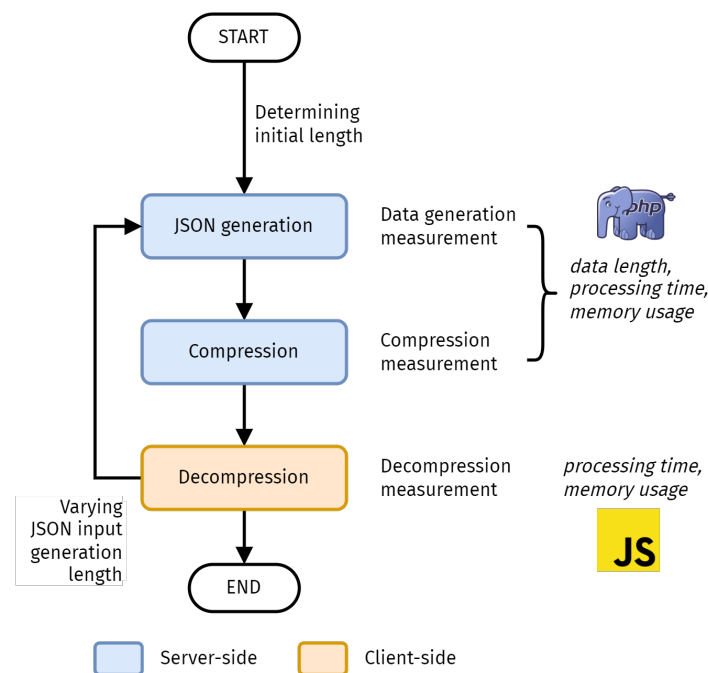 START
Determining
initial length
JSON generation
Data generation
measurement
php
data length,
processing time,
memory usage
Compression
Compression
measurement
Decompression
Decompression
measurement
processing time,
memory usage
JS
Varying
JSON input
generation
length
END
Server-side
Client-side